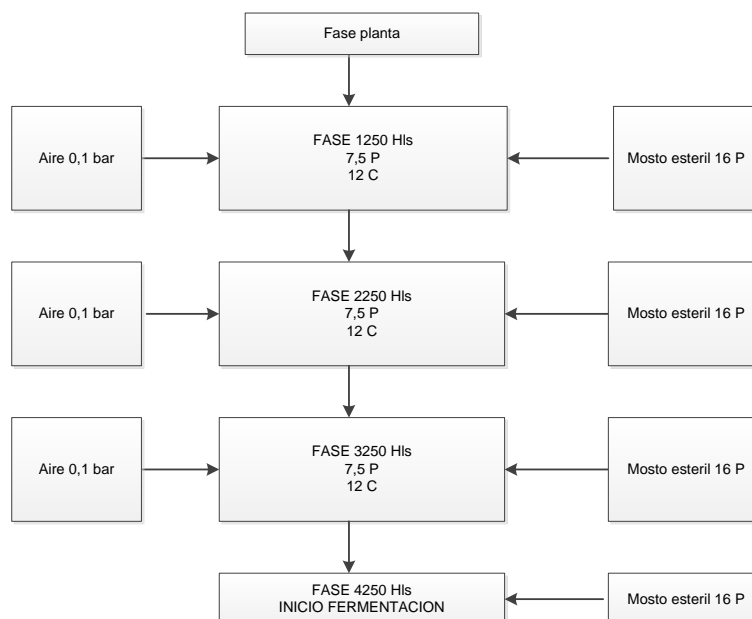 Fase planta
Aire 0,1 bar
FASE 1250 Hls
7,5 P
12 C
Mosto esteril 16 P
Aire 0,1 bar
FASE 2250 Hls
7,5 P
12 C
Mosto esteril 16 P
Aire 0,1 bar
FASE 3250 Hls
7,5 P
12 C
Mosto esteril 16 P
FASE 4250 Hls
INICIO FERMENTACION
Mosto esteril 16 P